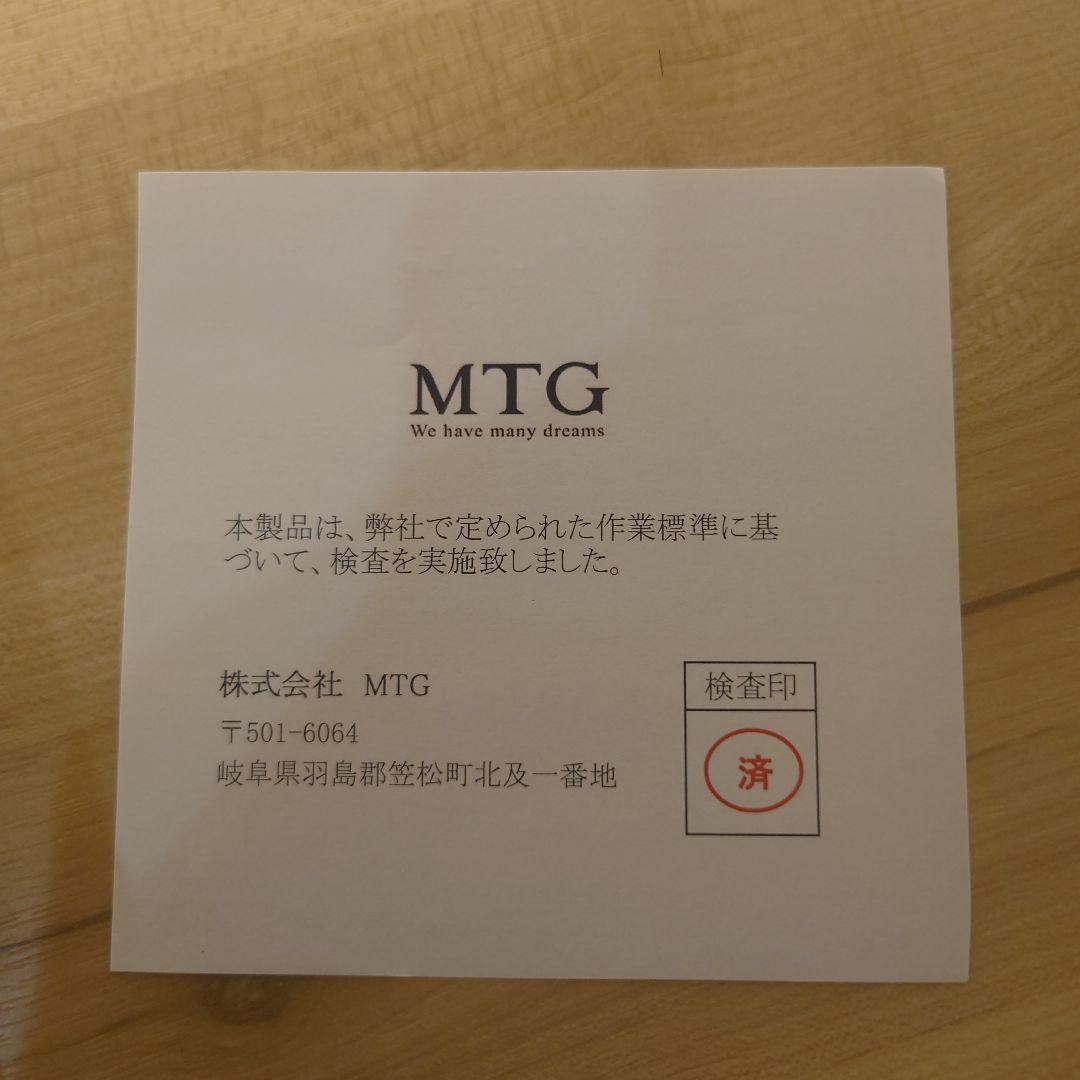 MTG
We have many dreams
本製品は、弊社で定められた作業標準に基
づいて、検査を実施致しました。
株式会社 MTG
〒501-6064
岐阜県羽島郡笠松町北及一番地
検査印
済